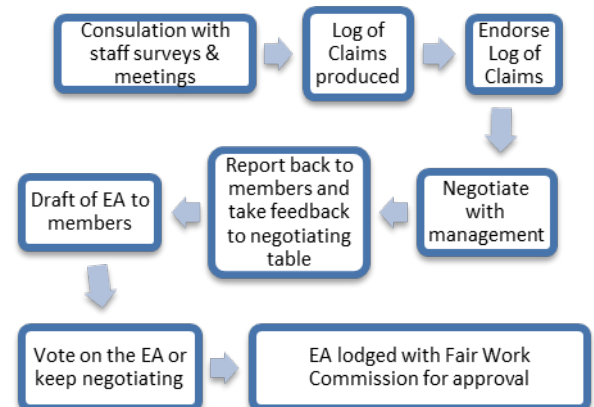 Consulation with
staff surveys &
meetings
Log of
Claims
produced
Endorse
Log of
Claims
Negotiate
with
management
Report back to
members and
take feedback
to negotiating
table
Draft of EA to
members
Vote on the EA or
keep negotiating
EA lodged with Fair Work
Commission for approval